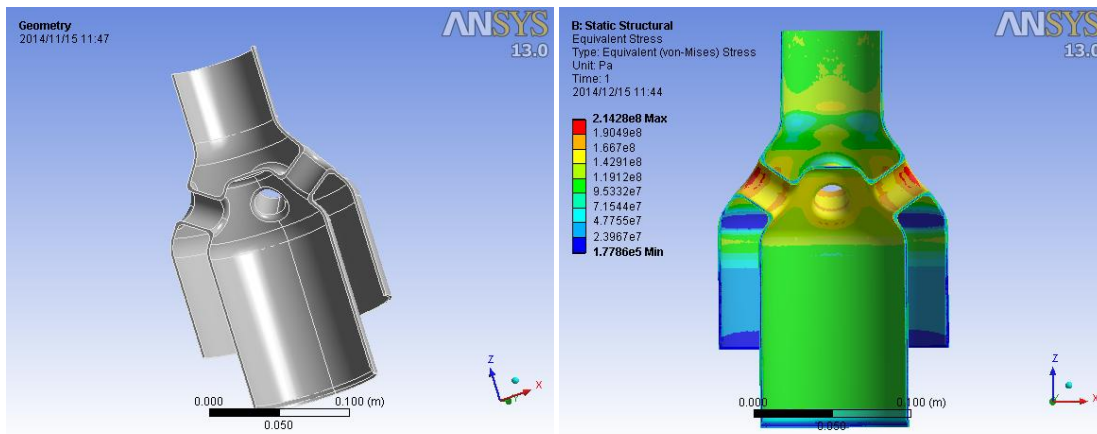 Geometry
2014/11/15 11:47
ANSYS
13.0
Z
X
Y
0.000
0.100 (m)
0.050
B: Static Structural
Equivalent Stress
Type: Equivalent (von-Mises) Stress
Unit: Pa
Time: 1
2014/12/15 11:44
ANSYS
13.0
2.1428e8 Max
1.9049e8
1.667e8
1.4291e8
1.1912e8
9.5332e7
7.1544e7
4.7755e7
2.3967e7
1.7786e5 Min
Z
X
0.000
0.100 (m)
0.050